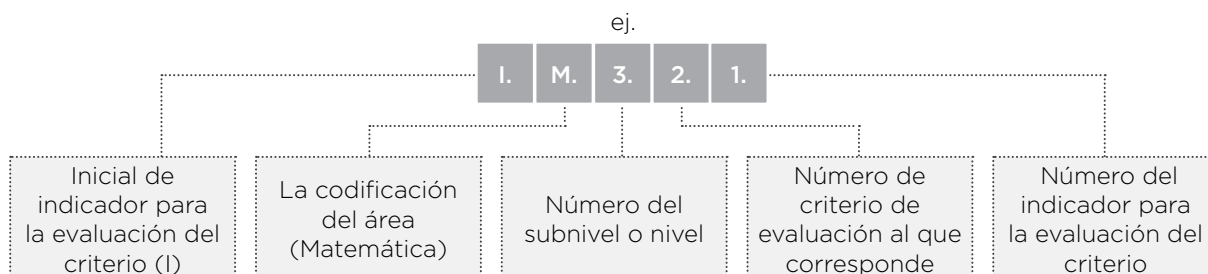 ej.
I. M. 3. 2. 1.
Inicial de
indicador para
la evaluación del
criterio (I)
La codificación
del área
(Matemática)
Número del
subnivel o nivel
Número de
criterio de
evaluación al que
corresponde
Número del
indicador para
la evaluación del
criterio